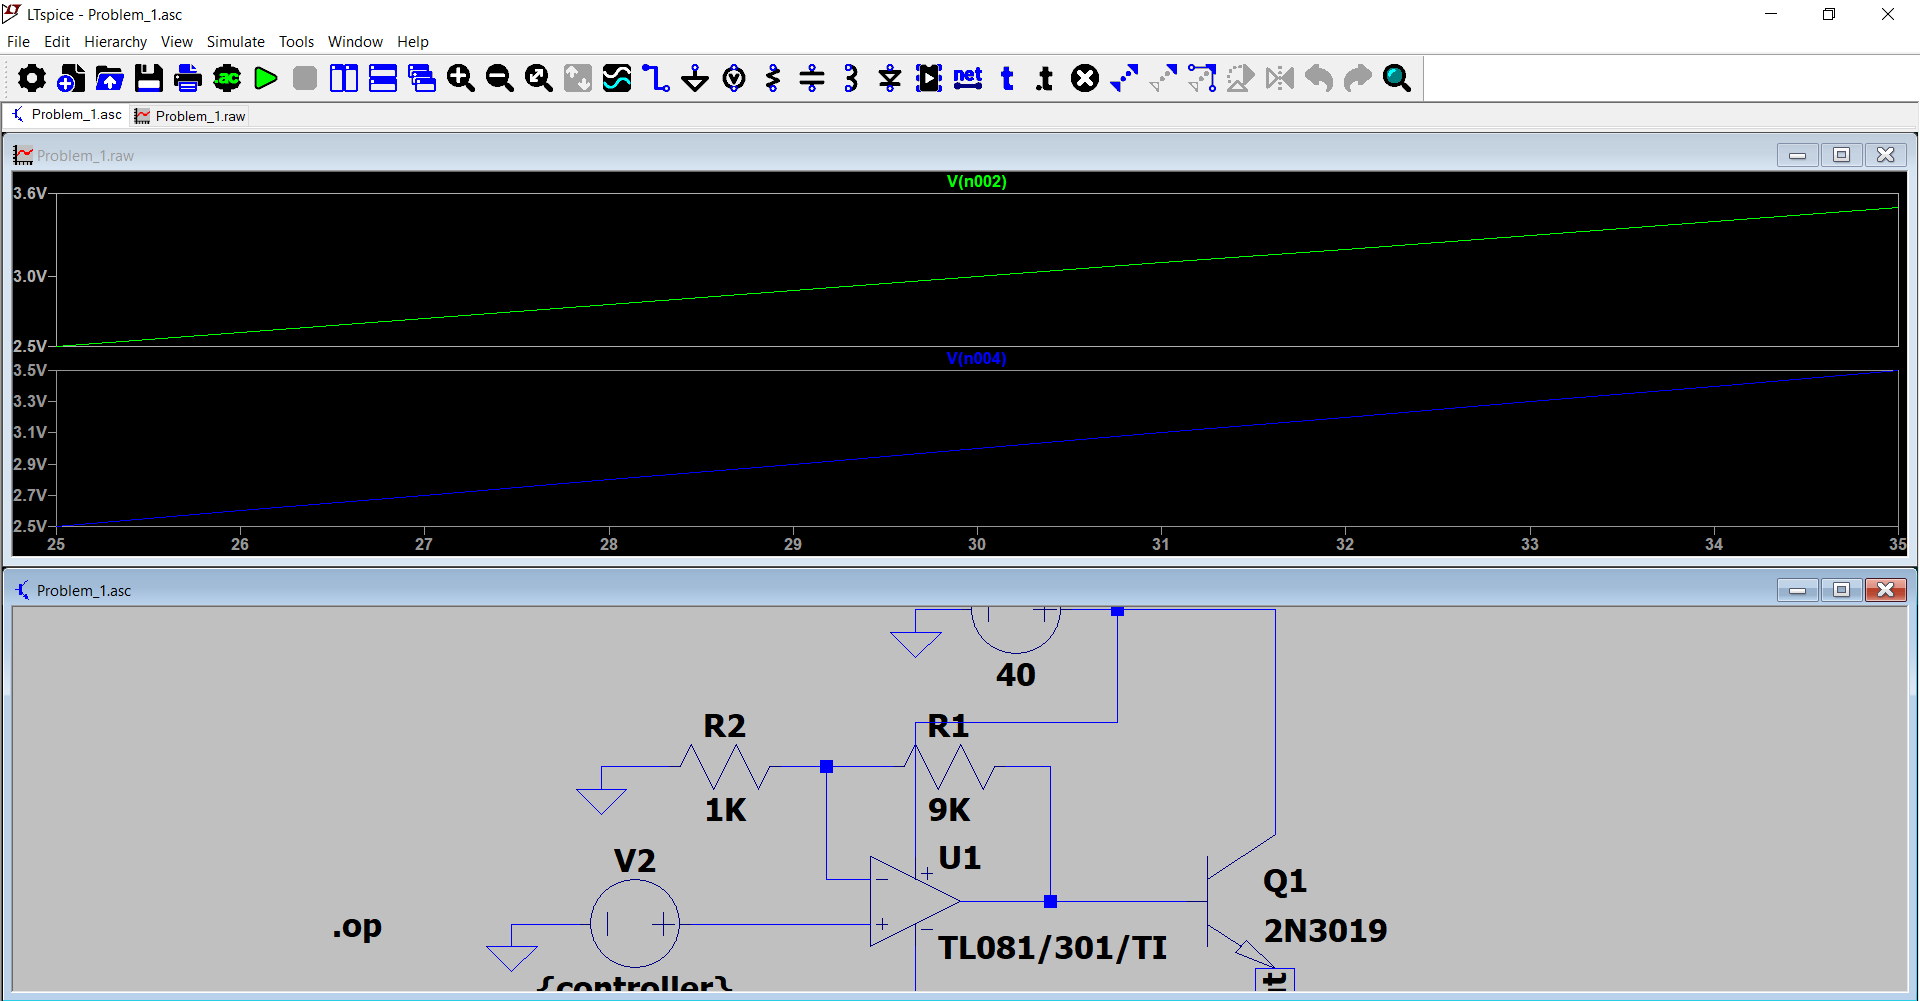 LTspice - Problem_1.asc
File Edit Hierarchy View Simulate Tools Window Help
.ac net t .t
Problem_1.asc Problem_1.raw
Problem_1.raw
V(n002)
3.6V
3.0V
2.5V
V(n004)
3.5V
3.3V
3.1V
2.9V
2.7V
2.5V
25 26 27 28 29 30 31 32 33 34 35
Problem_1.asc
40
R2 R1
1K 9K
V2 U1
Q1
.op 2N3019
TL081/301/TI
{controller}